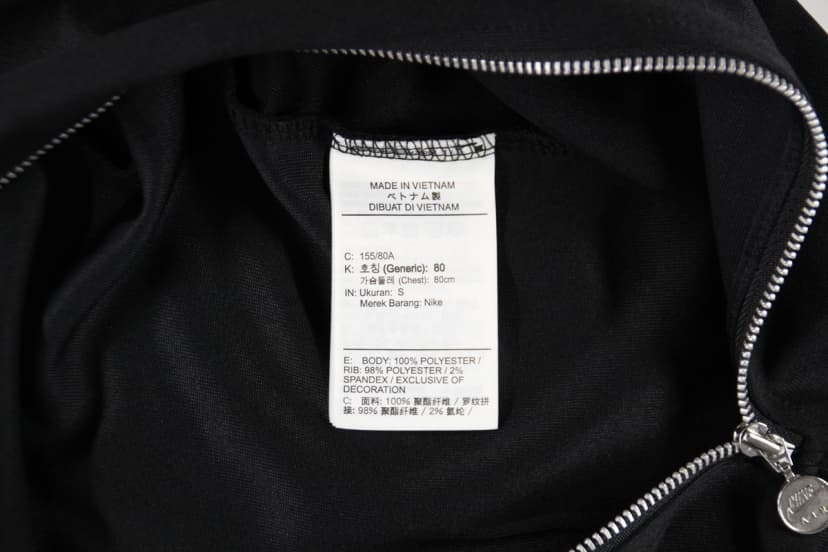 MADE IN VIETNAM
ベトナム製
DIBUAT DI VIETNAM
C: 155/80A
K: 호칭 (Generic): 80
가슴둘레 (Chest): 80cm
IN: Ukuran: S
Merek Barang: Nike
E: BODY: 100% POLYESTER /
RIB: 98% POLYESTER / 2%
SPANDEX / EXCLUSIVE OF
DECORATION
C: 面料: 100% 聚酯纤维 / 罗纹拼
接: 98% 聚酯纤维 / 2% 氨纶 /